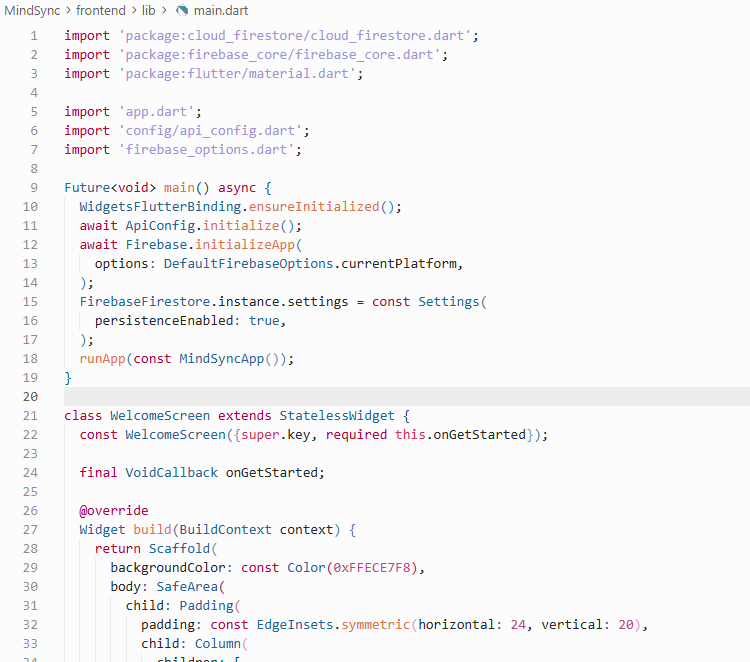 MindSync > frontend > lib > main.dart
1 import 'package:cloud_firestore/cloud_firestore.dart';
2 import 'package:firebase_core/firebase_core.dart';
3 import 'package:flutter/material.dart';
4
5 import 'app.dart';
6 import 'config/api_config.dart';
7 import 'firebase_options.dart';
8
9 Future<void> main() async {
10   WidgetsFlutterBinding.ensureInitialized();
11   await ApiConfig.initialize();
12   await Firebase.initializeApp(
13     options: DefaultFirebaseOptions.currentPlatform,
14   );
15   FirebaseFirestore.instance.settings = const Settings(
16     persistenceEnabled: true,
17   );
18   runApp(const MindSyncApp());
19 }
20
21 class WelcomeScreen extends StatelessWidget {
22   const WelcomeScreen({super.key, required this.onGetStarted});
23
24   final VoidCallback onGetStarted;
25
26   @override
27   Widget build(BuildContext context) {
28     return Scaffold(
29       backgroundColor: const Color(0xFFECE7F8),
30       body: SafeArea(
31         child: Padding(
32           padding: const EdgeInsets.symmetric(horizontal: 24, vertical: 20),
33           child: Column(
34             children: [